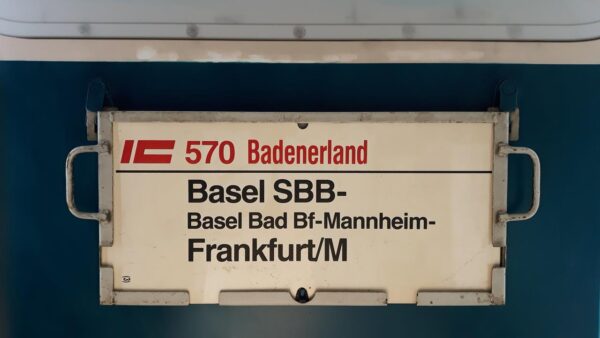 IC 570 Badenerland
Basel SBB-
Basel Bad Bf-Mannheim-
Frankfurt/M